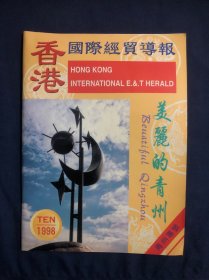 香港
國際經貿導報
HONG KONG
INTERNATIONAL E.&.T HERALD
美麗的青州
Beuatiful Qingzhou
TEN
1998